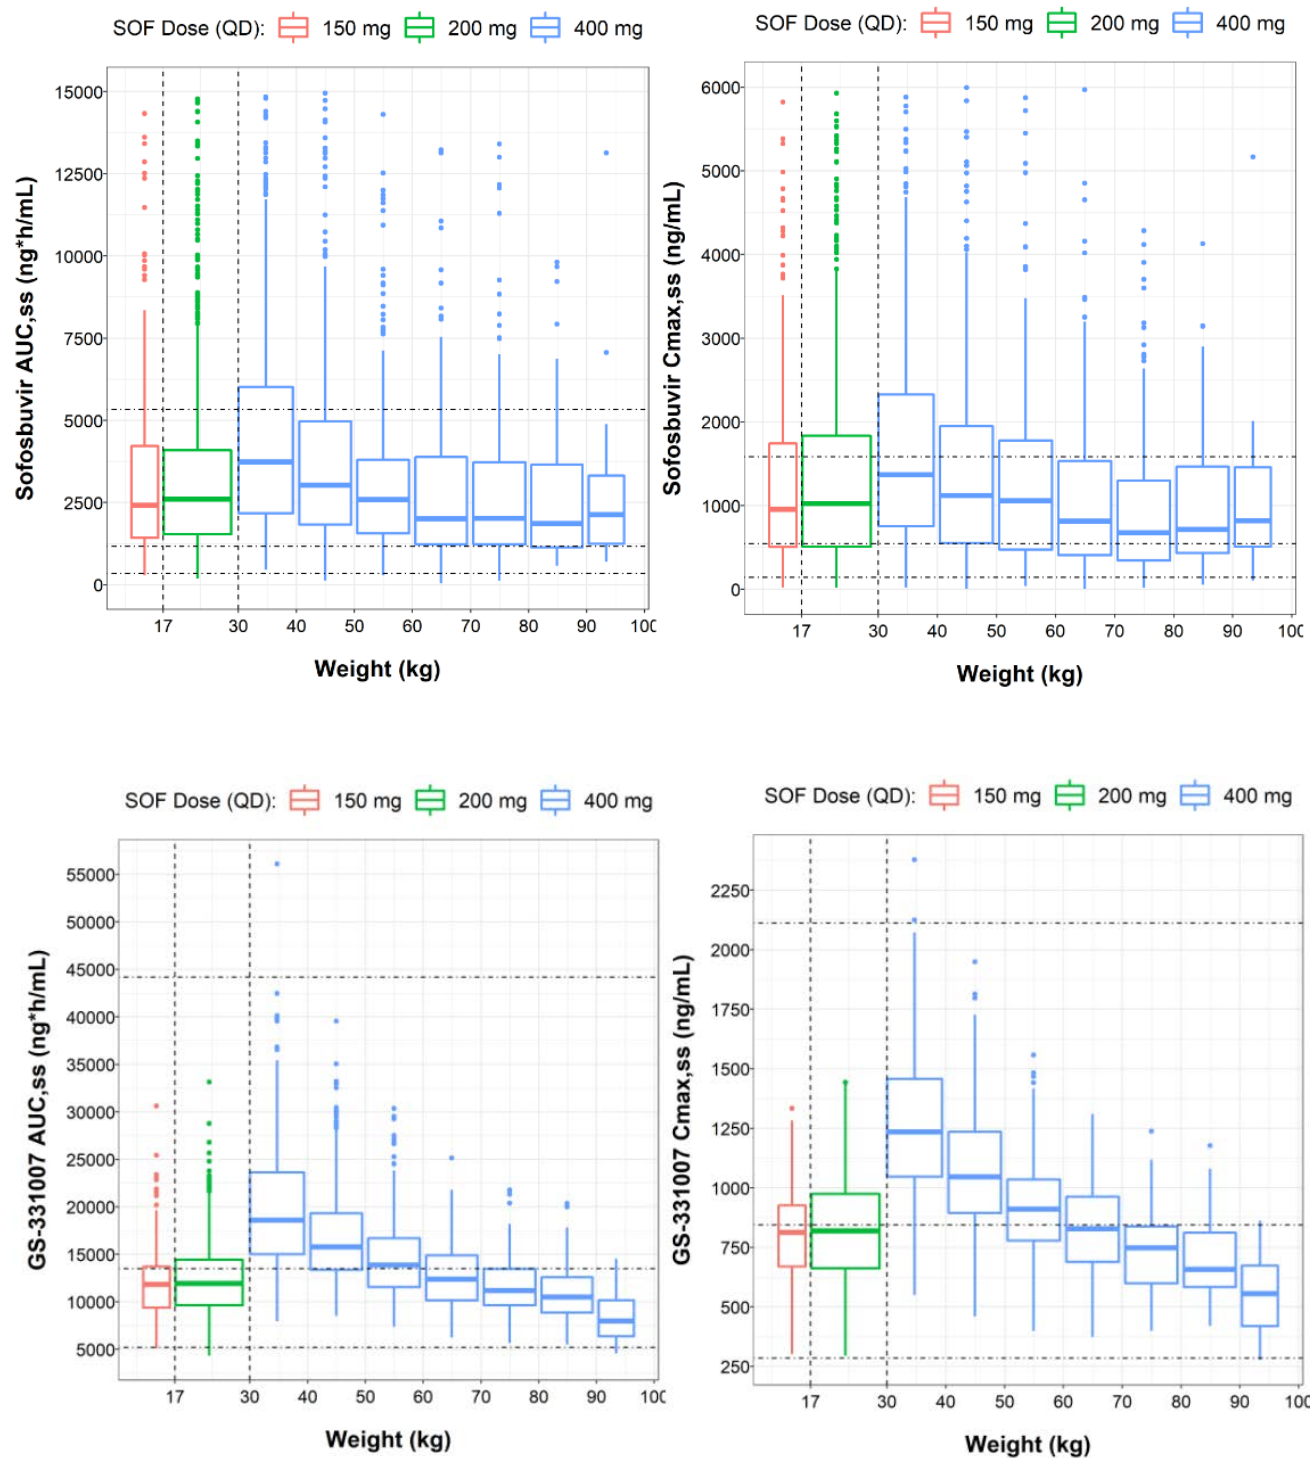 SOF Dose (QD): 150 mg 200 mg 400 mg
Sofosbuvir AUC,ss (ng*h/mL)
15000
12500
10000
7500
5000
2500
0
17 30 40 50 60 70 80 90 100
Weight (kg)
SOF Dose (QD): 150 mg 200 mg 400 mg
Sofosbuvir Cmax,ss (ng/mL)
6000
5000
4000
3000
2000
1000
0
17 30 40 50 60 70 80 90 100
Weight (kg)
SOF Dose (QD): 150 mg 200 mg 400 mg
GS-331007 AUC,ss (ng*h/mL)
55000
50000
45000
40000
35000
30000
25000
20000
15000
10000
5000
17 30 40 50 60 70 80 90 100
Weight (kg)
SOF Dose (QD): 150 mg 200 mg 400 mg
GS-331007 Cmax,ss (ng/mL)
2250
2000
1750
1500
1250
1000
750
500
250
17 30 40 50 60 70 80 90 100
Weight (kg)